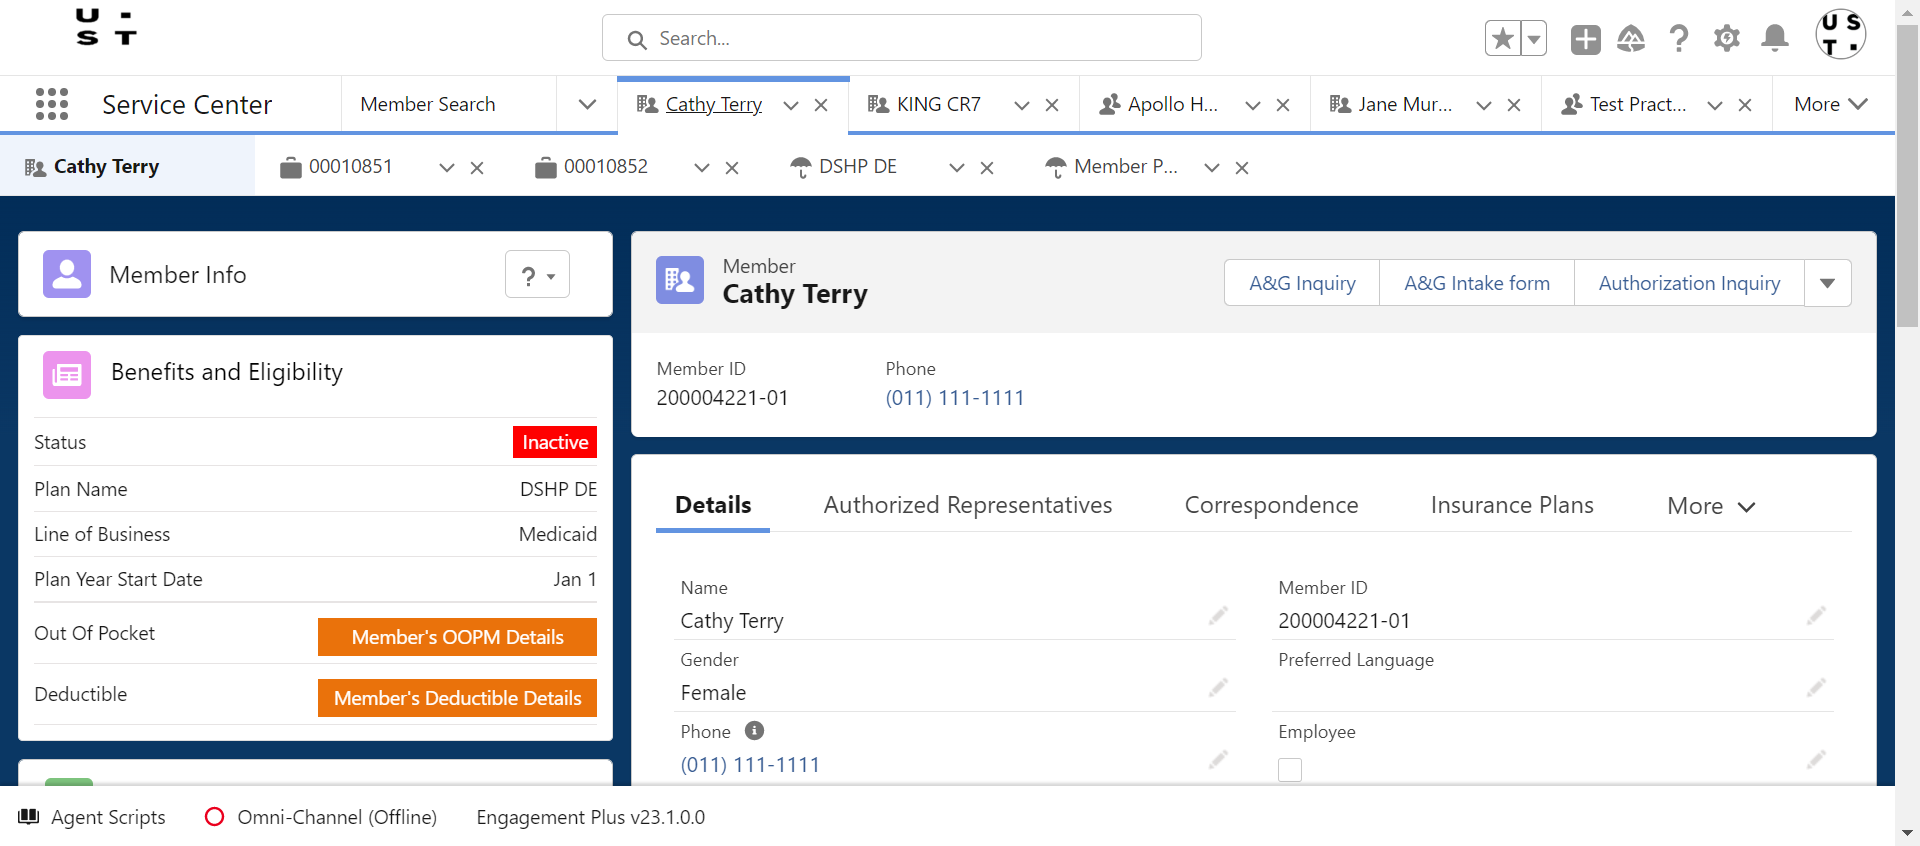 U · S T
Search...
U S T .
Service Center
Member Search
Cathy Terry
KING CR7
Apollo H...
Jane Mur...
Test Pract...
More
Cathy Terry
00010851
00010852
DSHP DE
Member P...
Member Info
?
Member
Cathy Terry
A&G Inquiry
A&G Intake form
Authorization Inquiry
Member ID
Phone
200004221-01
(011) 111-1111
Benefits and Eligibility
Status
Inactive
Plan Name
DSHP DE
Line of Business
Medicaid
Plan Year Start Date
Jan 1
Out Of Pocket
Member's OOPM Details
Deductible
Member's Deductible Details
Details
Authorized Representatives
Correspondence
Insurance Plans
More
Name
Cathy Terry
Member ID
200004221-01
Gender
Female
Preferred Language
Phone
(011) 111-1111
Employee
Agent Scripts
Omni-Channel (Offline)
Engagement Plus v23.1.0.0